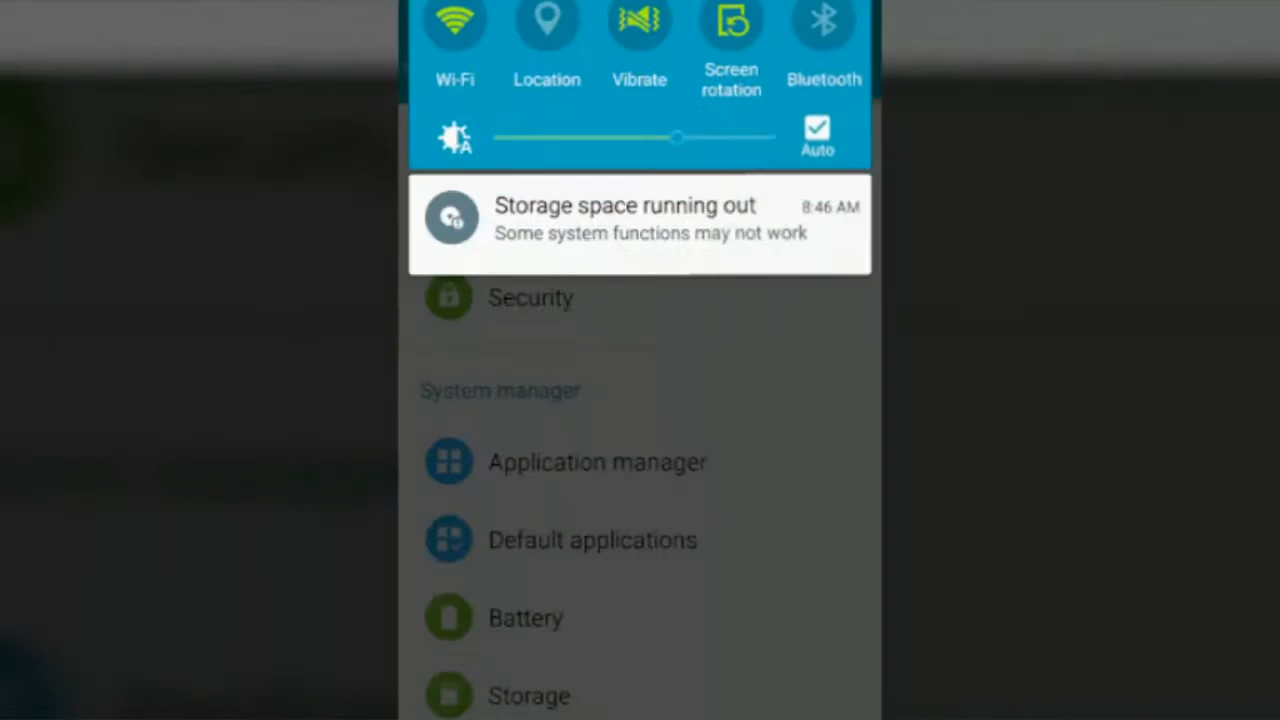 Wi-Fi
Location
Vibrate
Screen
rotation
Bluetooth
A
Auto
Storage space running out
8:46 AM
Some system functions may not work
Security
System manager
Application manager
Default applications
Battery
Storage